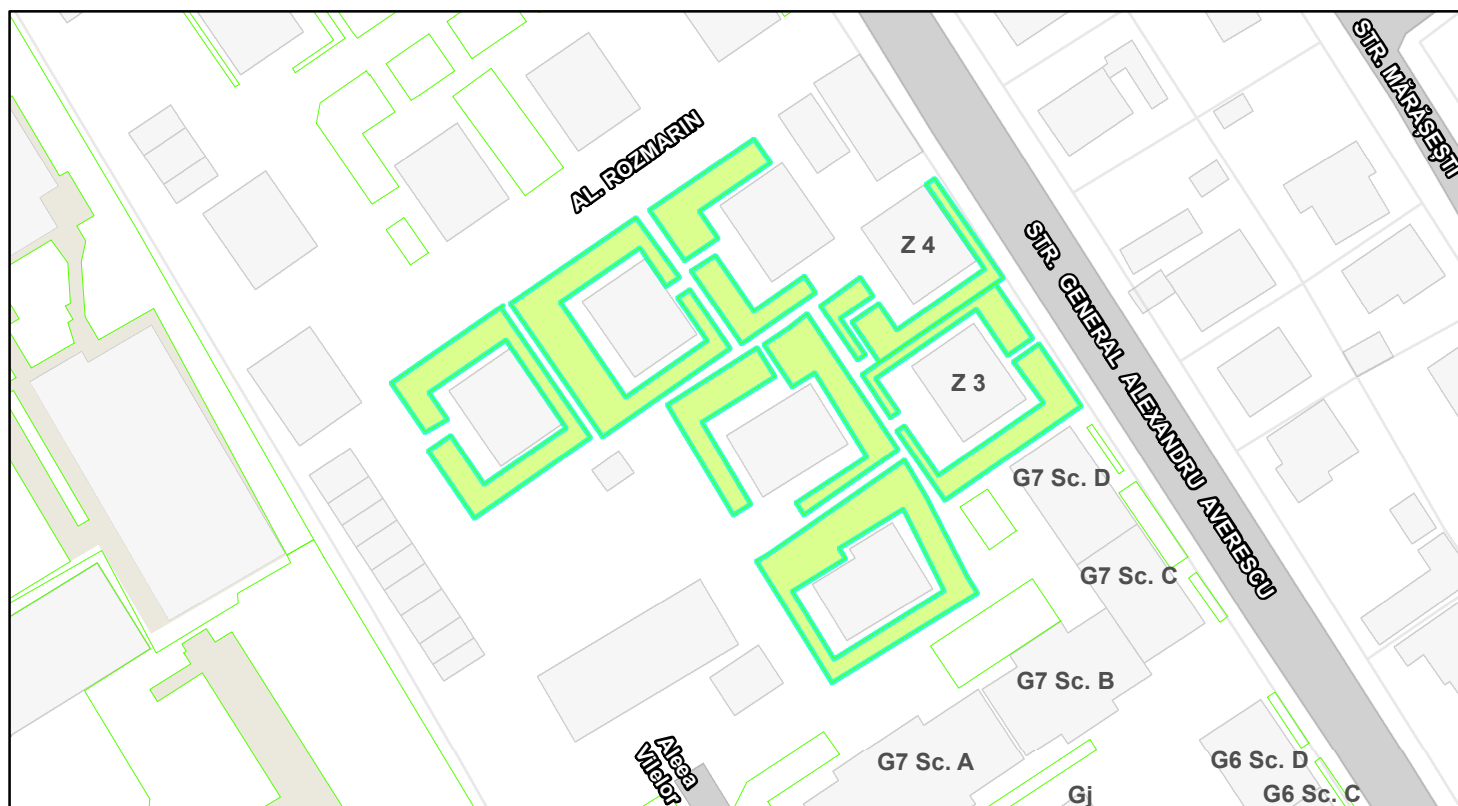 STR. MĂRĂȘEȘTI
AL. ROZMARIN
Z 4
STR. GENERAL ALEXANDRU AVERESCU
Z 3
G7 Sc. D
G7 Sc. C
G7 Sc. B
G7 Sc. A
Aleea
Vilelor
G6 Sc. D
G6 Sc. C
Gj